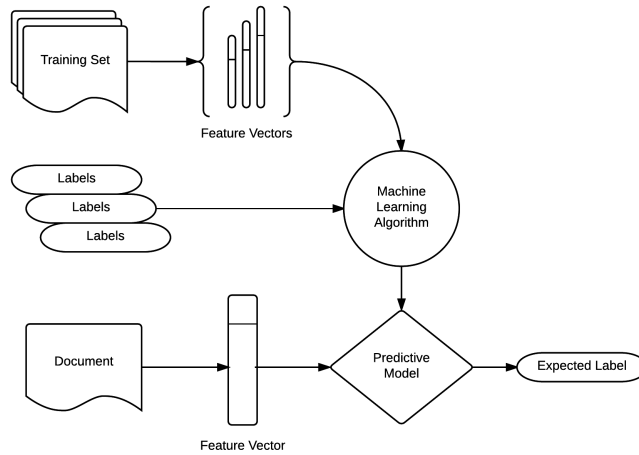 Training Set
Feature Vectors
Labels
Labels
Labels
Machine
Learning
Algorithm
Document
Feature Vector
Predictive
Model
Expected Label